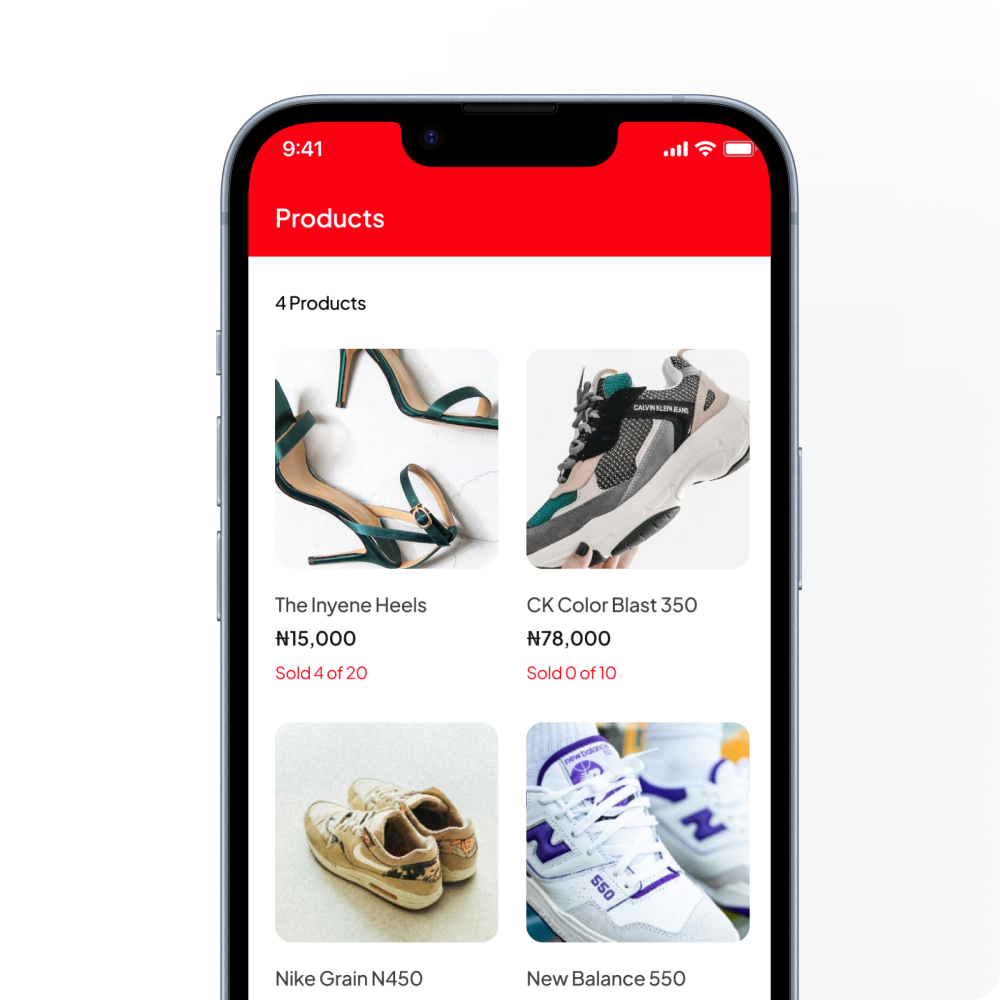 9:41
Products
4 Products
CALVIN KLEIN JEANS
The Inyene Heels
₦15,000
Sold 4 of 20
CK Color Blast 350
₦78,000
Sold 0 of 10
new balance
550
Nike Grain N450
New Balance 550